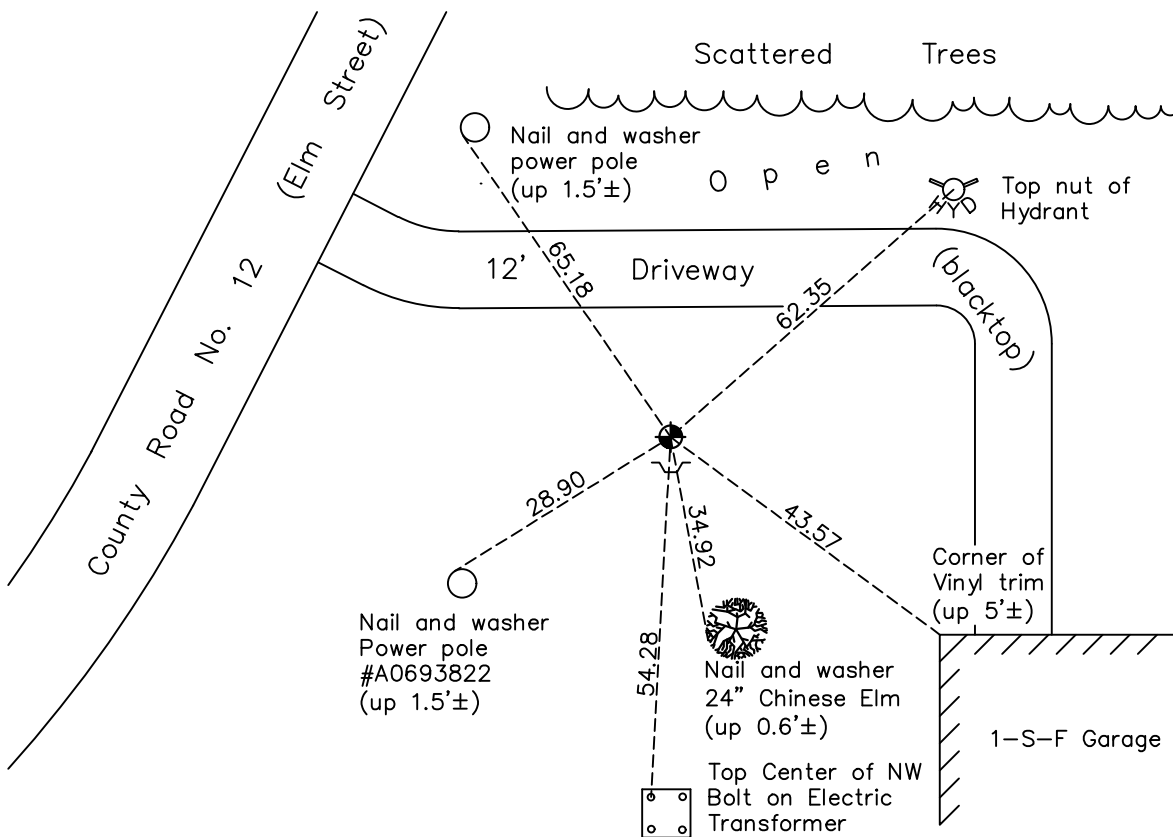 Scattered Trees
Nail and washer
power pole
(up 1.5'±)
O p e n
HYD
Top nut of
Hydrant
County Road No. 12 (Elm Street)
12' Driveway
(blacktop)
65.18
62.35
28.90
34.92
43.57
54.28
Corner of
Vinyl trim
(up 5'±)
Nail and washer
Power pole
#A0693822
(up 1.5'±)
Nail and washer
24" Chinese Elm
(up 0.6'±)
1-S-F Garage
Top Center of NW
Bolt on Electric
Transformer